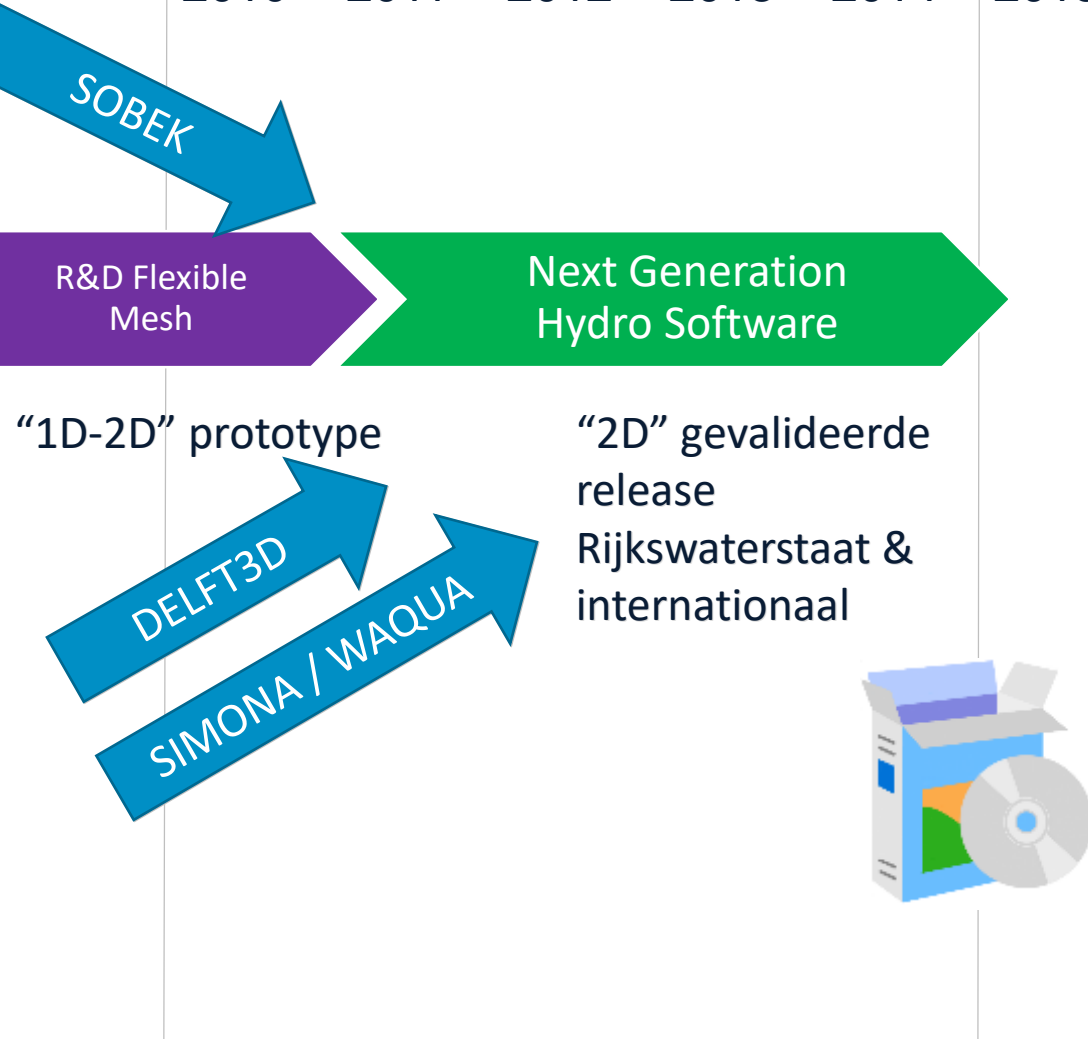 SOBEK
R&D Flexible
Mesh
Next Generation
Hydro Software
“1D-2D” prototype
“2D” gevalideerde
release
Rijkswaterstaat &
internationaal
DELFT3D
SIMONA / WAQUA